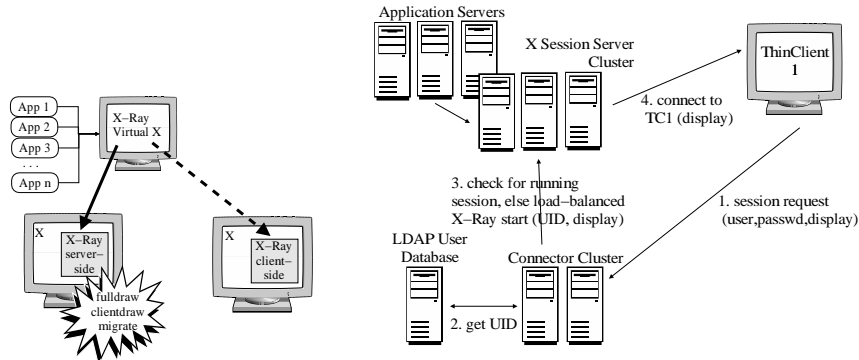 App 1
App 2
App 3
. . .
App n
X–Ray
Virtual X
X
X–Ray
server–
side
fulldraw
clientdraw
migrate
X
X–Ray
client–
side
Application Servers
X Session Server
Cluster
ThinClient
1
4. connect to
TC1 (display)
3. check for running
session, else load–balanced
X–Ray start (UID, display)
1. session request
(user,passwd,display)
LDAP User
Database
Connector Cluster
2. get UID